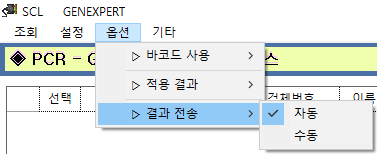 SCL GENEXPERT
조회 설정 옵션 기타
▷ 바코드 사용 >
◈ PCR - G
스
▷ 적용 결과 >
선택
검체번호 이름
▷ 결과 전송 >
✓ 자동
수동